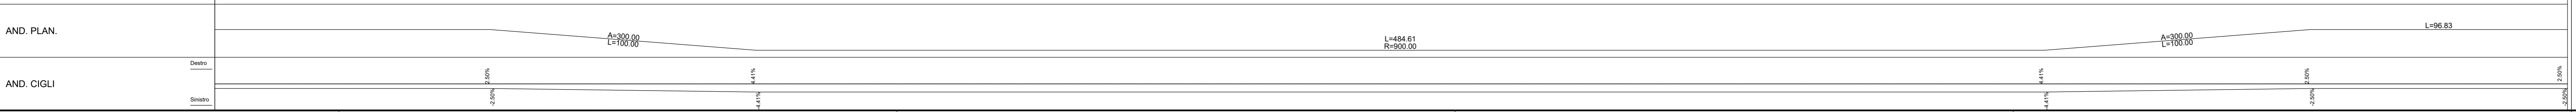 AND. PLAN.
A=300.00
L=100.00
L=484.61
R=900.00
A=300.00
L=100.00
L=96.83
AND. CIGLI
Destro
2.50%
4.41%
4.41%
2.50%
2.50%
Sinistro
-2.50%
-4.41%
-4.41%
-2.50%
-2.50%